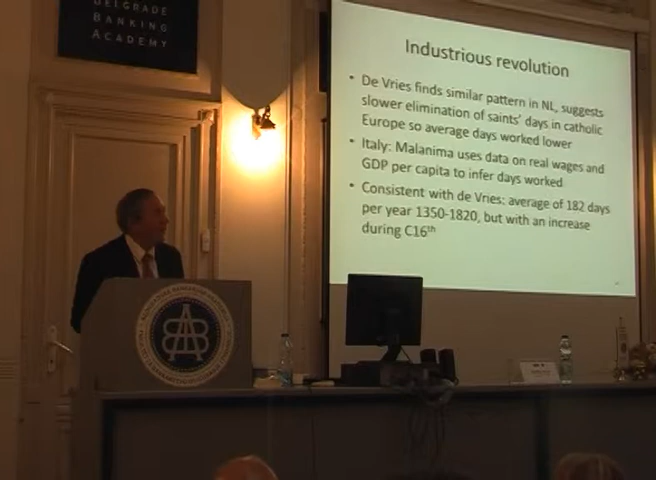 BELGRADE
BANKING
ACADEMY
Industrious revolution
• De Vries finds similar pattern in NL, suggests
slower elimination of saints' days in catholic
Europe so average days worked lower
• Italy: Malanima uses data on real wages and
GDP per capita to infer days worked
• Consistent with de Vries: average of 182 days
per year 1350-1820, but with an increase
during C16th